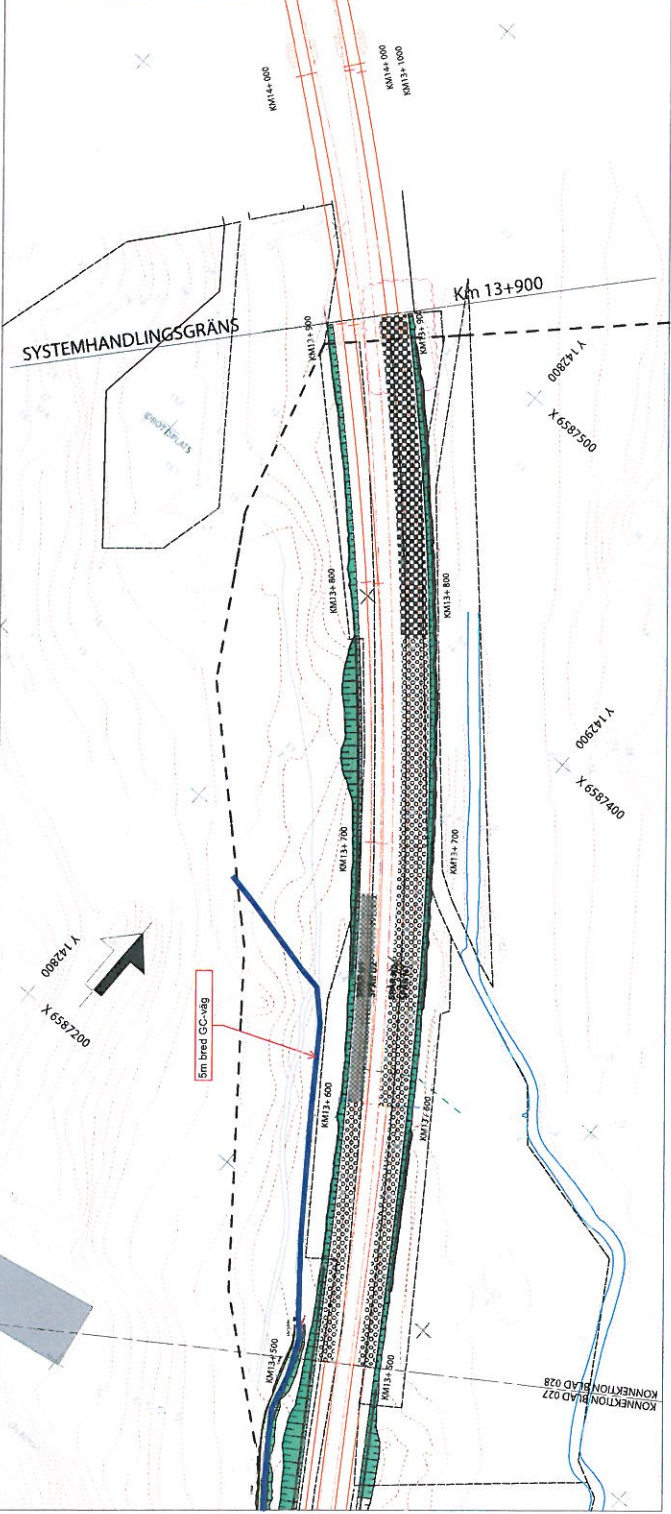 KM14+ 000
KM14+ 000
KM13+ 1000
SYSTEMHANDLINGSGRÄNS
Km 13+900
KM13+ 900
KM13+ 900
IDROTTSPLATS
Y 142800
X 6587500
KM13+ 800
KM13+ 800
Y 142900
X 6587400
KM13+ 700
KM13+ 700
Y 142800
X 6587200
5m bred GC-väg
KM13+ 600
KM13+ 600
KM13+ 500
KM13+ 500
KONNEKTION BLAD 028
KONNEKTION BLAD 027